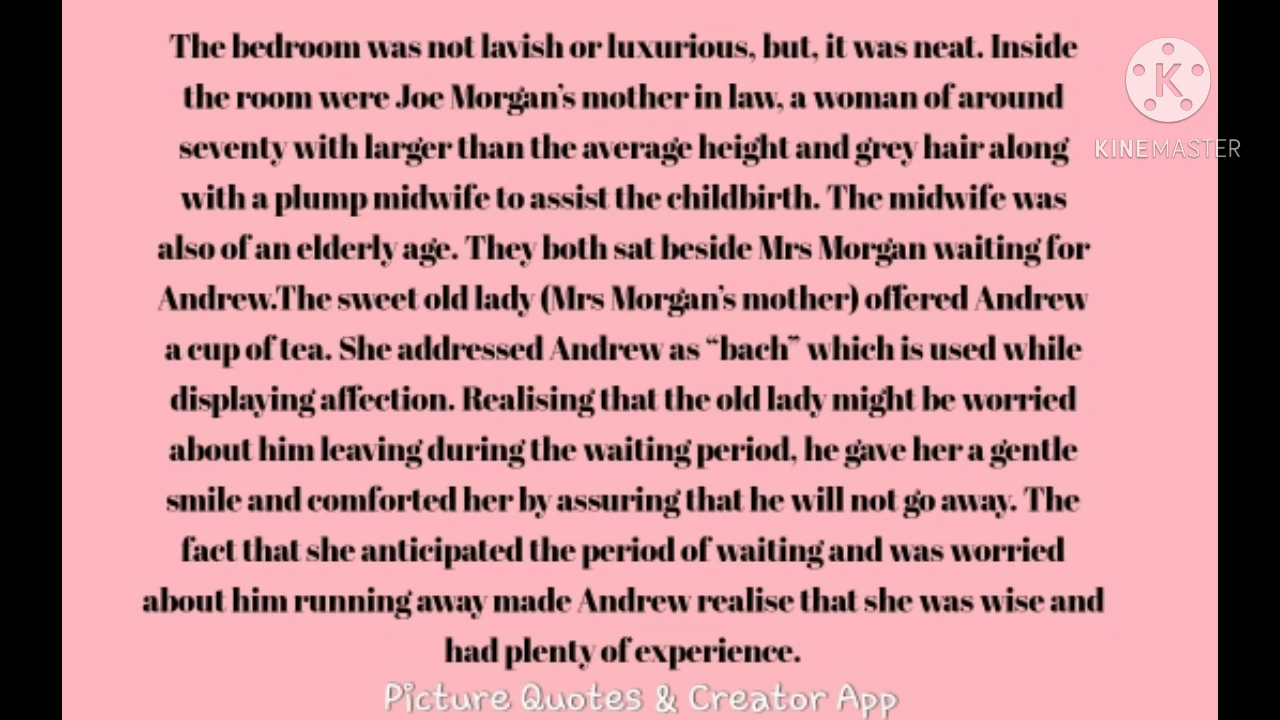 The bedroom was not lavish or luxurious, but, it was neat. Inside
the room were Joe Morgan's mother in law, a woman of around
seventy with larger than the average height and grey hair along
with a plump midwife to assist the childbirth. The midwife was
also of an elderly age. They both sat beside Mrs Morgan waiting for
Andrew.The sweet old lady (Mrs Morgan's mother) offered Andrew
a cup of tea. She addressed Andrew as “bach” which is used while
displaying affection. Realising that the old lady might be worried
about him leaving during the waiting period, he gave her a gentle
smile and comforted her by assuring that he will not go away. The
fact that she anticipated the period of waiting and was worried
about him running away made Andrew realise that she was wise and
had plenty of experience.
Picture Quotes & Creator App
K
KINEMASTER